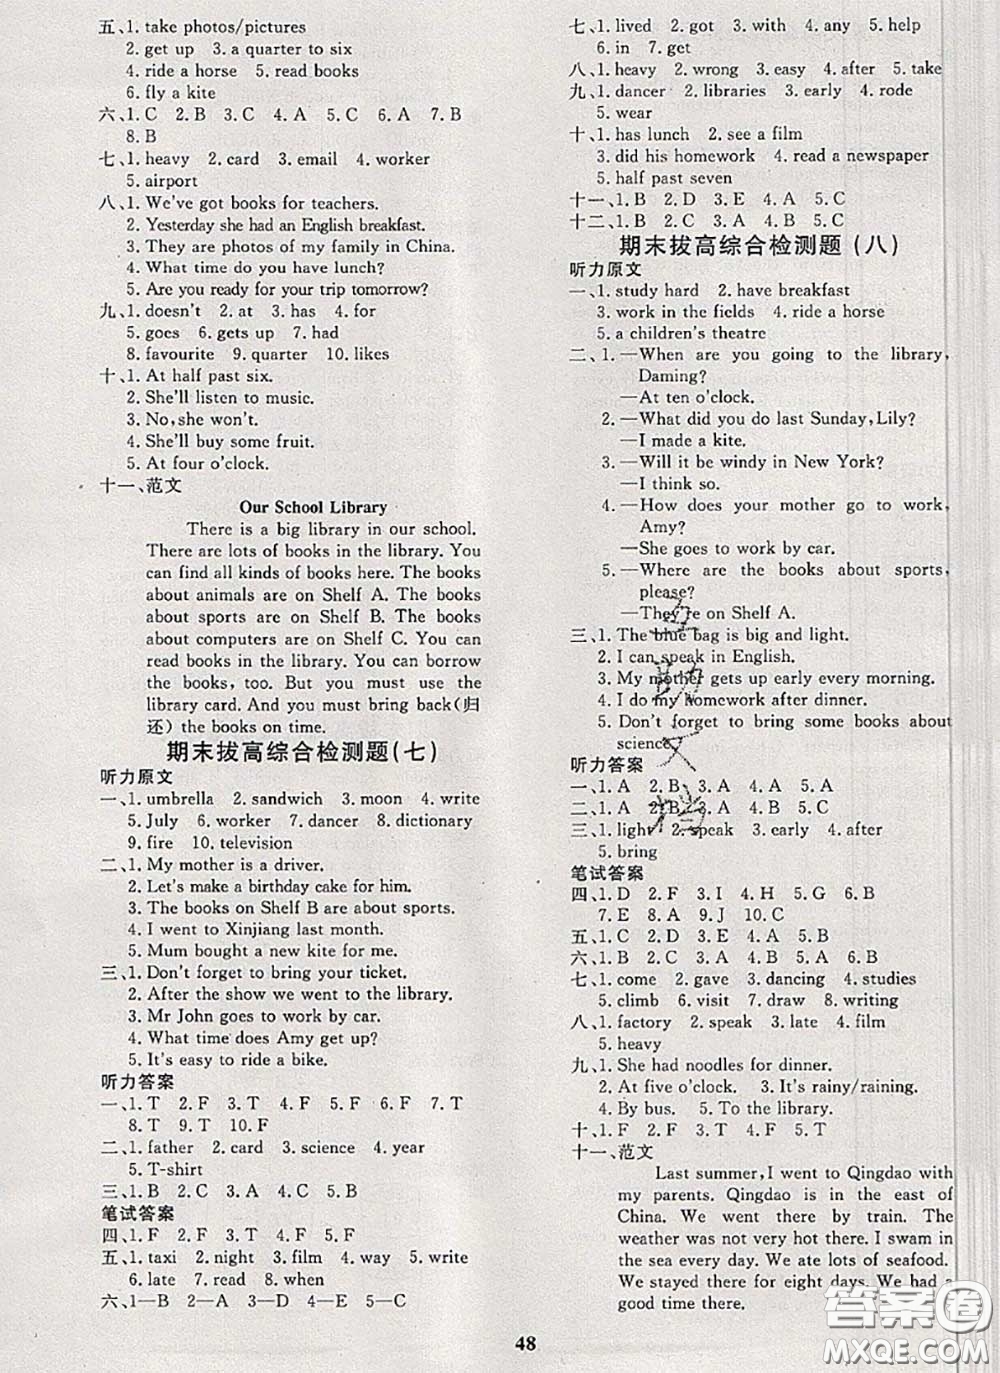 五、1. take photos/pictures
2. get up 3. a quarter to six
4. ride a horse 5. read books
6. fly a kite
六、1. C 2. B 3. C 4. A 5. C 6. A 7. B
8. B
七、1. heavy 2. card 3. email 4. worker
5. airport
八、1. We've got books for teachers.
2. Yesterday she had an English breakfast.
3. They are photos of my family in China.
4. What time do you have lunch?
5. Are you ready for your trip tomorrow?
九、1. doesn't 2. at 3. has 4. for
5. goes 6. gets up 7. had
8. favourite 9. quarter 10. likes
十、1. At half past six.
2. She'll listen to music.
3. No, she won't.
4. She'll buy some fruit.
5. At four o'clock.
十一、范文
Our School Library
There is a big library in our school.
There are lots of books in the library. You
can find all kinds of books here. The books
about animals are on Shelf A. The books
about sports are on Shelf B. The books
about computers are on Shelf C. You can
read books in the library. You can borrow
the books, too. But you must use the
library card. And you must bring back(归
还) the books on time.
期末拔高综合检测题(七)
听力原文
一、1. umbrella 2. sandwich 3. moon 4. write
5. July 6. worker 7. dancer 8. dictionary
9. fire 10. television
二、1. My mother is a driver.
2. Let's make a birthday cake for him.
3. The books on Shelf B are about sports.
4. I went to Xinjiang last month.
5. Mum bought a new kite for me.
三、1. Don't forget to bring your ticket.
2. After the show we went to the library.
3. Mr John goes to work by car.
4. What time does Amy get up?
5. It's easy to ride a bike.
听力答案
一、1. T 2. F 3. T 4. T 5. F 6. F 7. T
8. T 9. T 10. F
二、1. father 2. card 3. science 4. year
5. T-shirt
三、1. B 2. C 3. A 4. C 5. B
笔试答案
四、1. F 2. F 3. T 4. T 5. F
五、1. taxi 2. night 3. film 4. way 5. write
6. late 7. read 8. when
六、1—B 2—A 3—E 4—D 5—C
七、1. lived 2. got 3. with 4. any 5. help
6. in 7. get
八、1. heavy 2. wrong 3. easy 4. after 5. take
九、1. dancer 2. libraries 3. early 4. rode
5. wear
十、1. has lunch 2. see a film
3. did his homework 4. read a newspaper
5. half past seven
十一、1. B 2. D 3. E 4. A 5. C
十二、1. B 2. C 3. A 4. B 5. C
期末拔高综合检测题(八)
听力原文
一、1. study hard 2. have breakfast
3. work in the fields 4. ride a horse
5. a children's theatre
二、1. —When are you going to the library,
Daming?
—At ten o'clock.
2. —What did you do last Sunday, Lily?
—I made a kite.
3. —Will it be windy in New York?
—I think so.
4. —How does your mother go to work,
Amy?
—She goes to work by car.
5. —Where are the books about sports,
please?
—They're on Shelf A.
三、1. The blue bag is big and light.
2. I can speak in English.
3. My mother gets up early every morning.
4. I do my homework after dinner.
5. Don't forget to bring some books about
science.
听力答案
一、1. A 2. B 3. A 4. B 5. A
二、1. A 2. B 3. A 4. B 5. A
三、1. light 2. speak 3. early 4. after
5. bring
笔试答案
四、1. D 2. F 3. I 4. H 5. G 6. B
7. E 8. A 9. J 10. C
五、1. C 2. D 3. A 4. A 5. B
六、1. B 2. C 3. A 4. B 5. A 6. B
七、1. come 2. gave 3. dancing 4. studies
5. climb 6. visit 7. draw 8. writing
八、1. factory 2. speak 3. late 4. film
5. heavy
九、1. She had noodles for dinner.
2. At five o'clock. 3. It's rainy/raining.
4. By bus. 5. To the library.
十、1. F 2. F 3. T 4. F 5. T
十一、范文
Last summer, I went to Qingdao with
my parents. Qingdao is in the east of
China. We went there by train. The
weather was not very hot there. I swam in
the sea every day. We ate lots of seafood.
We stayed there for eight days. We had a
good time there.
48
答案圈
MXQE.COM